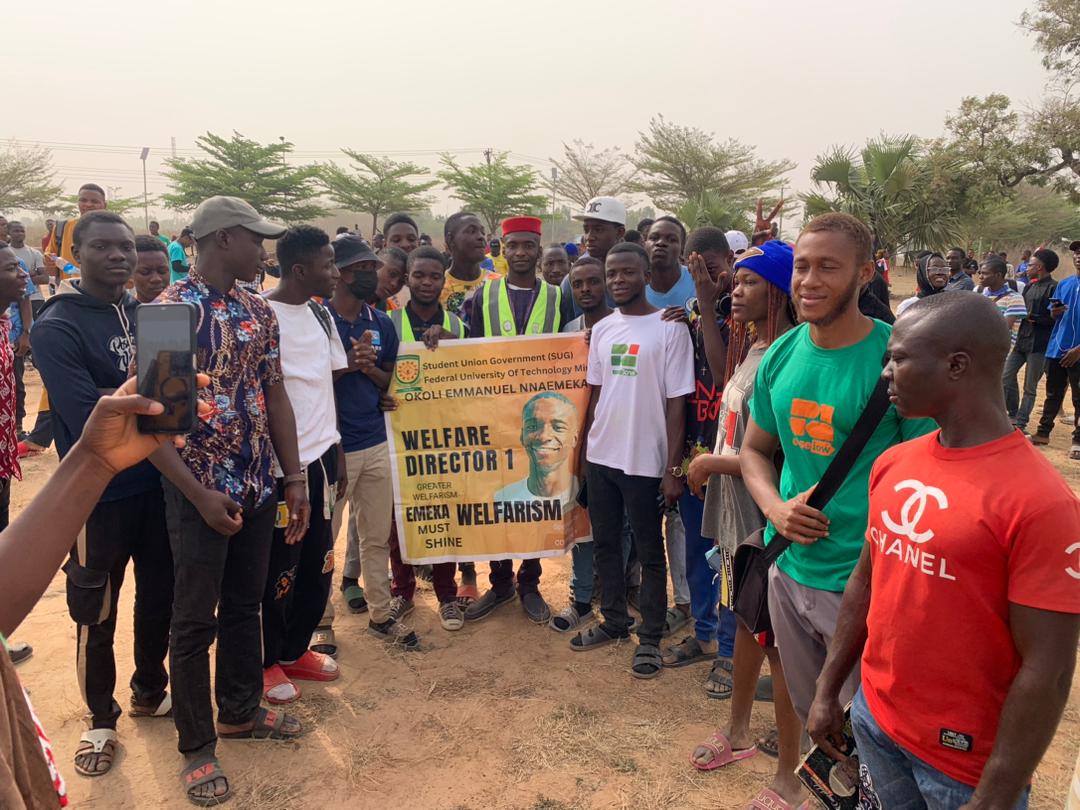 Student Union Government (SUG)
Federal University Of Technology
OKOLI EMMANUEL NNAEMEKA
WELFARE
DIRECTOR 1
GREATER
WELFARISM
EMEKA WELFARISM
MUST
SHINE
eseflow
CHANEL